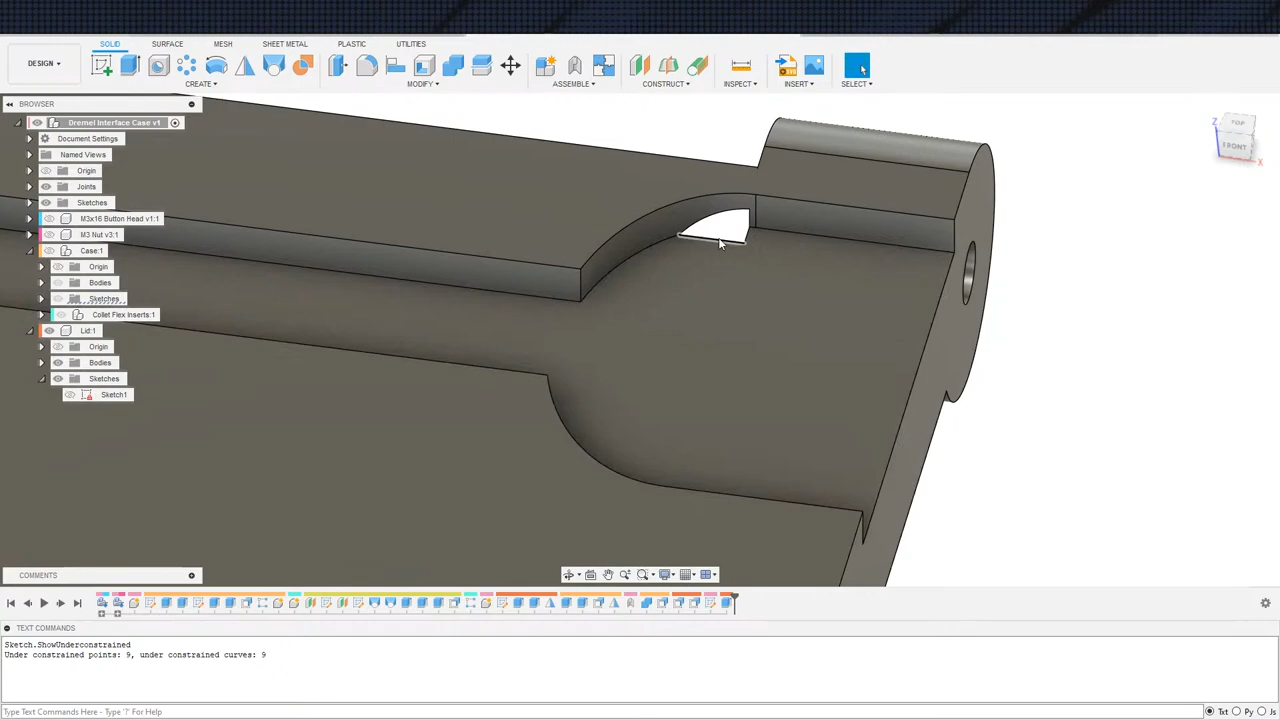 SOLID SURFACE MESH SHEET METAL PLASTIC UTILITIES
DESIGN
CREATE MODIFY ASSEMBLE CONSTRUCT INSPECT INSERT SELECT
BROWSER
Dremel Interface Case v1
Document Settings
Named Views
Origin
Joints
Sketches
M3x16 Button Head v1:1
M3 Nut v3:1
Case:1
Origin
Bodies
Sketches
Collet Flex Inserts:1
Lid:1
Origin
Bodies
Sketches
Sketch1
TOP
FRONT
Z
X
COMMENTS
TEXT COMMANDS
Sketch.ShowUnderconstrained
Under constrained points: 9, under constrained curves: 9
Type Text Commands Here - Type '?' For Help
Txt Py Js